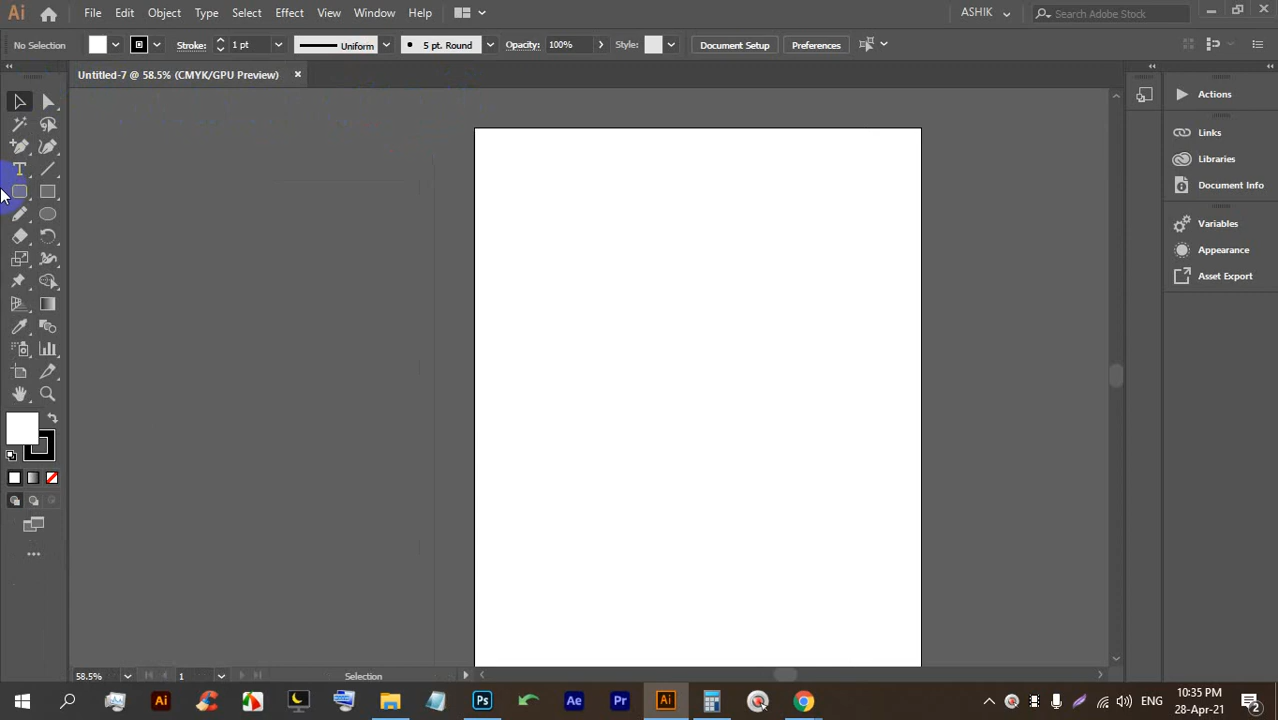 Ai File Edit Object Type Select Effect View Window Help ASHIK Search Adobe Stock
No Selection Stroke: 1 pt Uniform 5 pt. Round Opacity: 100% Style: Document Setup Preferences
Untitled-7 @ 58.5% (CMYK/GPU Preview)
Actions
Links
Libraries
Document Info
Variables
Appearance
Asset Export
T
58.5% 1 Selection
Ai Ps Ae Pr Ai ENG 10:35 PM
28-Apr-21 2